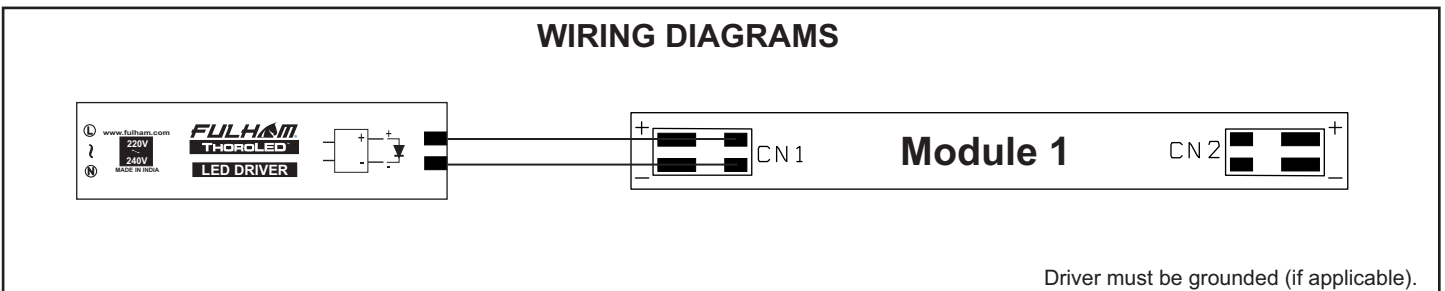 WIRING DIAGRAMS
Ⓛ www.fulham.com
220V
~
240V
Ⓝ MADE IN INDIA
FULHAM
THOROLED
LED DRIVER
+ +
- -
+
CN1
−
Module 1
CN2
+
−
Driver must be grounded (if applicable).